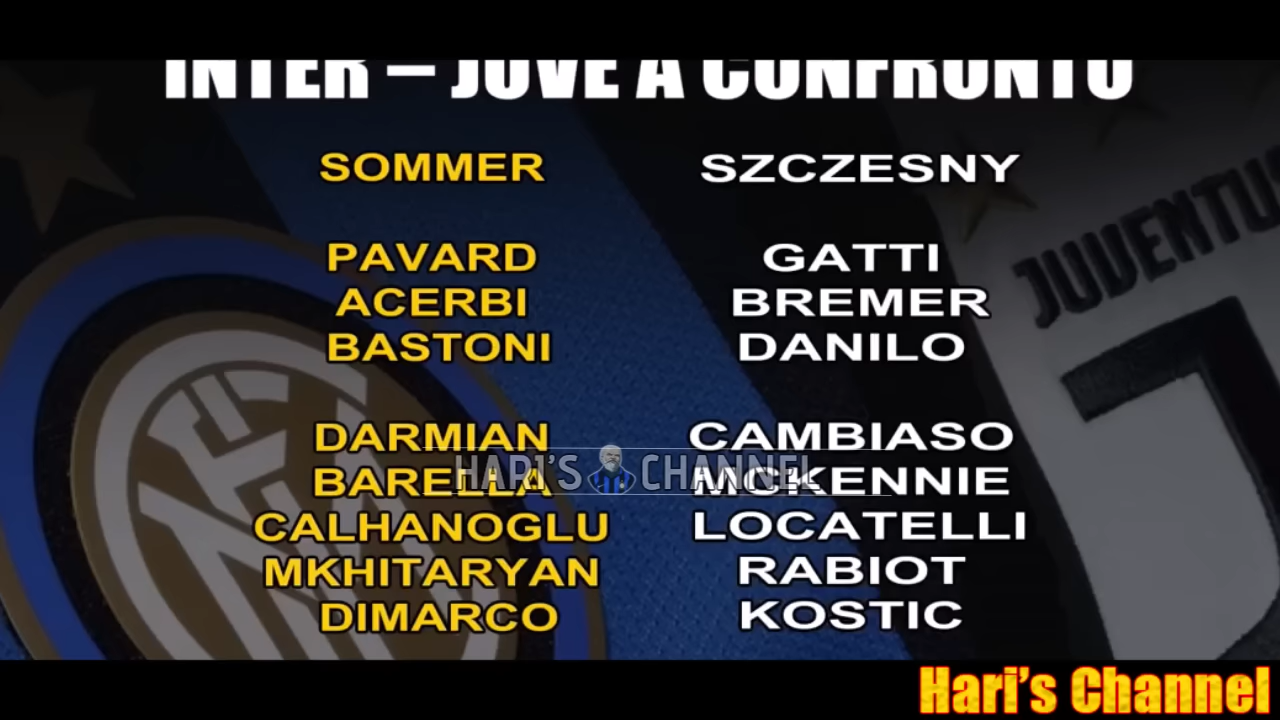 INTER – JUVE A CONFRONTO
SOMMER SZCZESNY
PAVARD GATTI
ACERBI BREMER
BASTONI DANILO
DARMIAN CAMBIASO
HARI'S CHANNEL
BARELLA MCKENNIE
CALHANOGLU LOCATELLI
MKHITARYAN RABIOT
DIMARCO KOSTIC
JUVENTUS
Hari's Channel